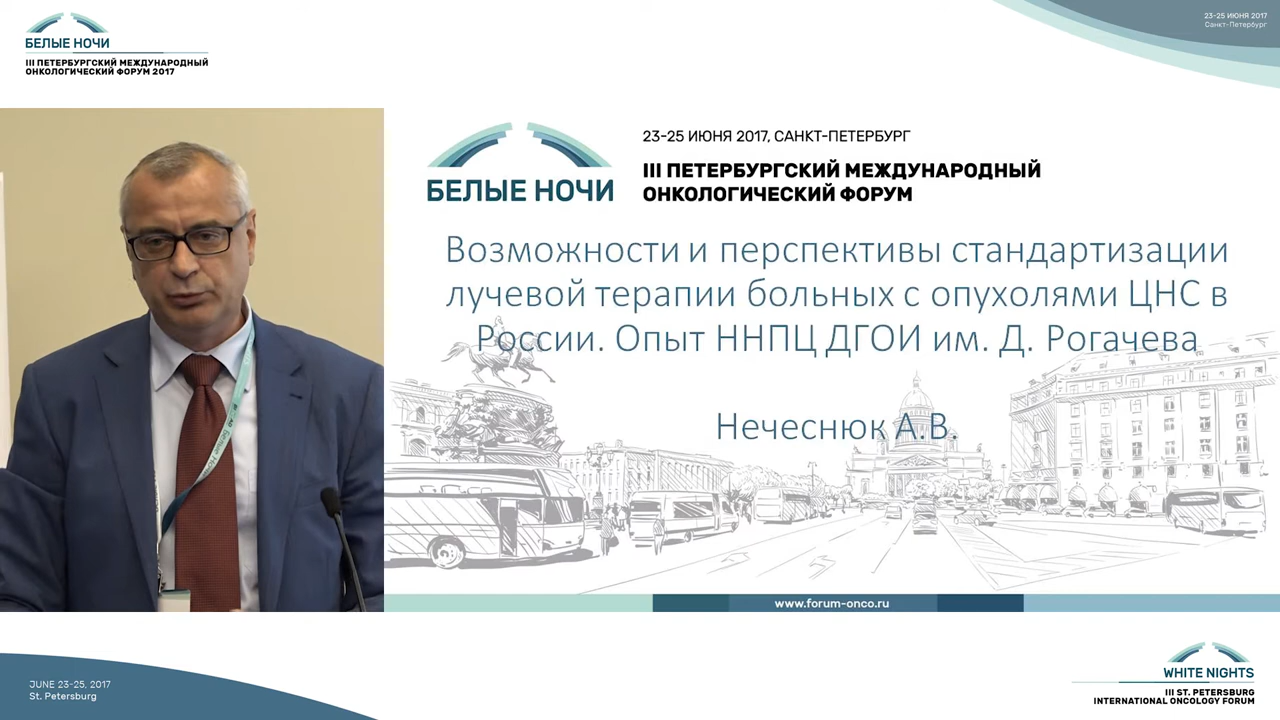 БЕЛЫЕ НОЧИ
III ПЕТЕРБУРГСКИЙ МЕЖДУНАРОДНЫЙ
ОНКОЛОГИЧЕСКИЙ ФОРУМ 2017
23-25 ИЮНЯ 2017
Санкт-Петербург
23-25 ИЮНЯ 2017, САНКТ-ПЕТЕРБУРГ
III ПЕТЕРБУРГСКИЙ МЕЖДУНАРОДНЫЙ
ОНКОЛОГИЧЕСКИЙ ФОРУМ
БЕЛЫЕ НОЧИ
Возможности и перспективы стандартизации
лучевой терапии больных с опухолями ЦНС в
России. Опыт ННПЦ ДГОИ им. Д. Рогачева
Нечеснюк А.В.
www.forum-onco.ru
JUNE 23-25, 2017
St. Petersburg
WHITE NIGHTS
III ST. PETERSBURG
INTERNATIONAL ONCOLOGY FORUM